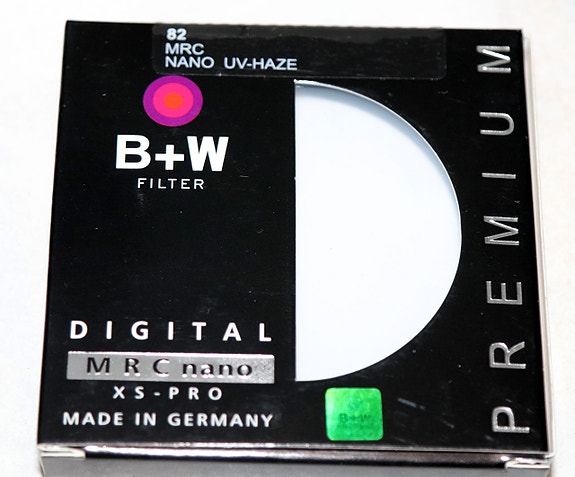 82
MRC
NANO UV-HAZE
B+W
FILTER
DIGITAL
MRC nano
XS-PRO
MADE IN GERMANY
PREMIUM
B+W